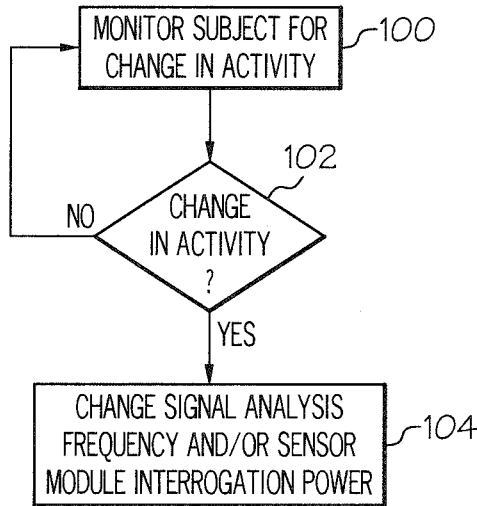 MONITOR SUBJECT FOR
CHANGE IN ACTIVITY
100
102
CHANGE
IN ACTIVITY
?
NO
YES
CHANGE SIGNAL ANALYSIS
FREQUENCY AND/OR SENSOR
MODULE INTERROGATION POWER
104